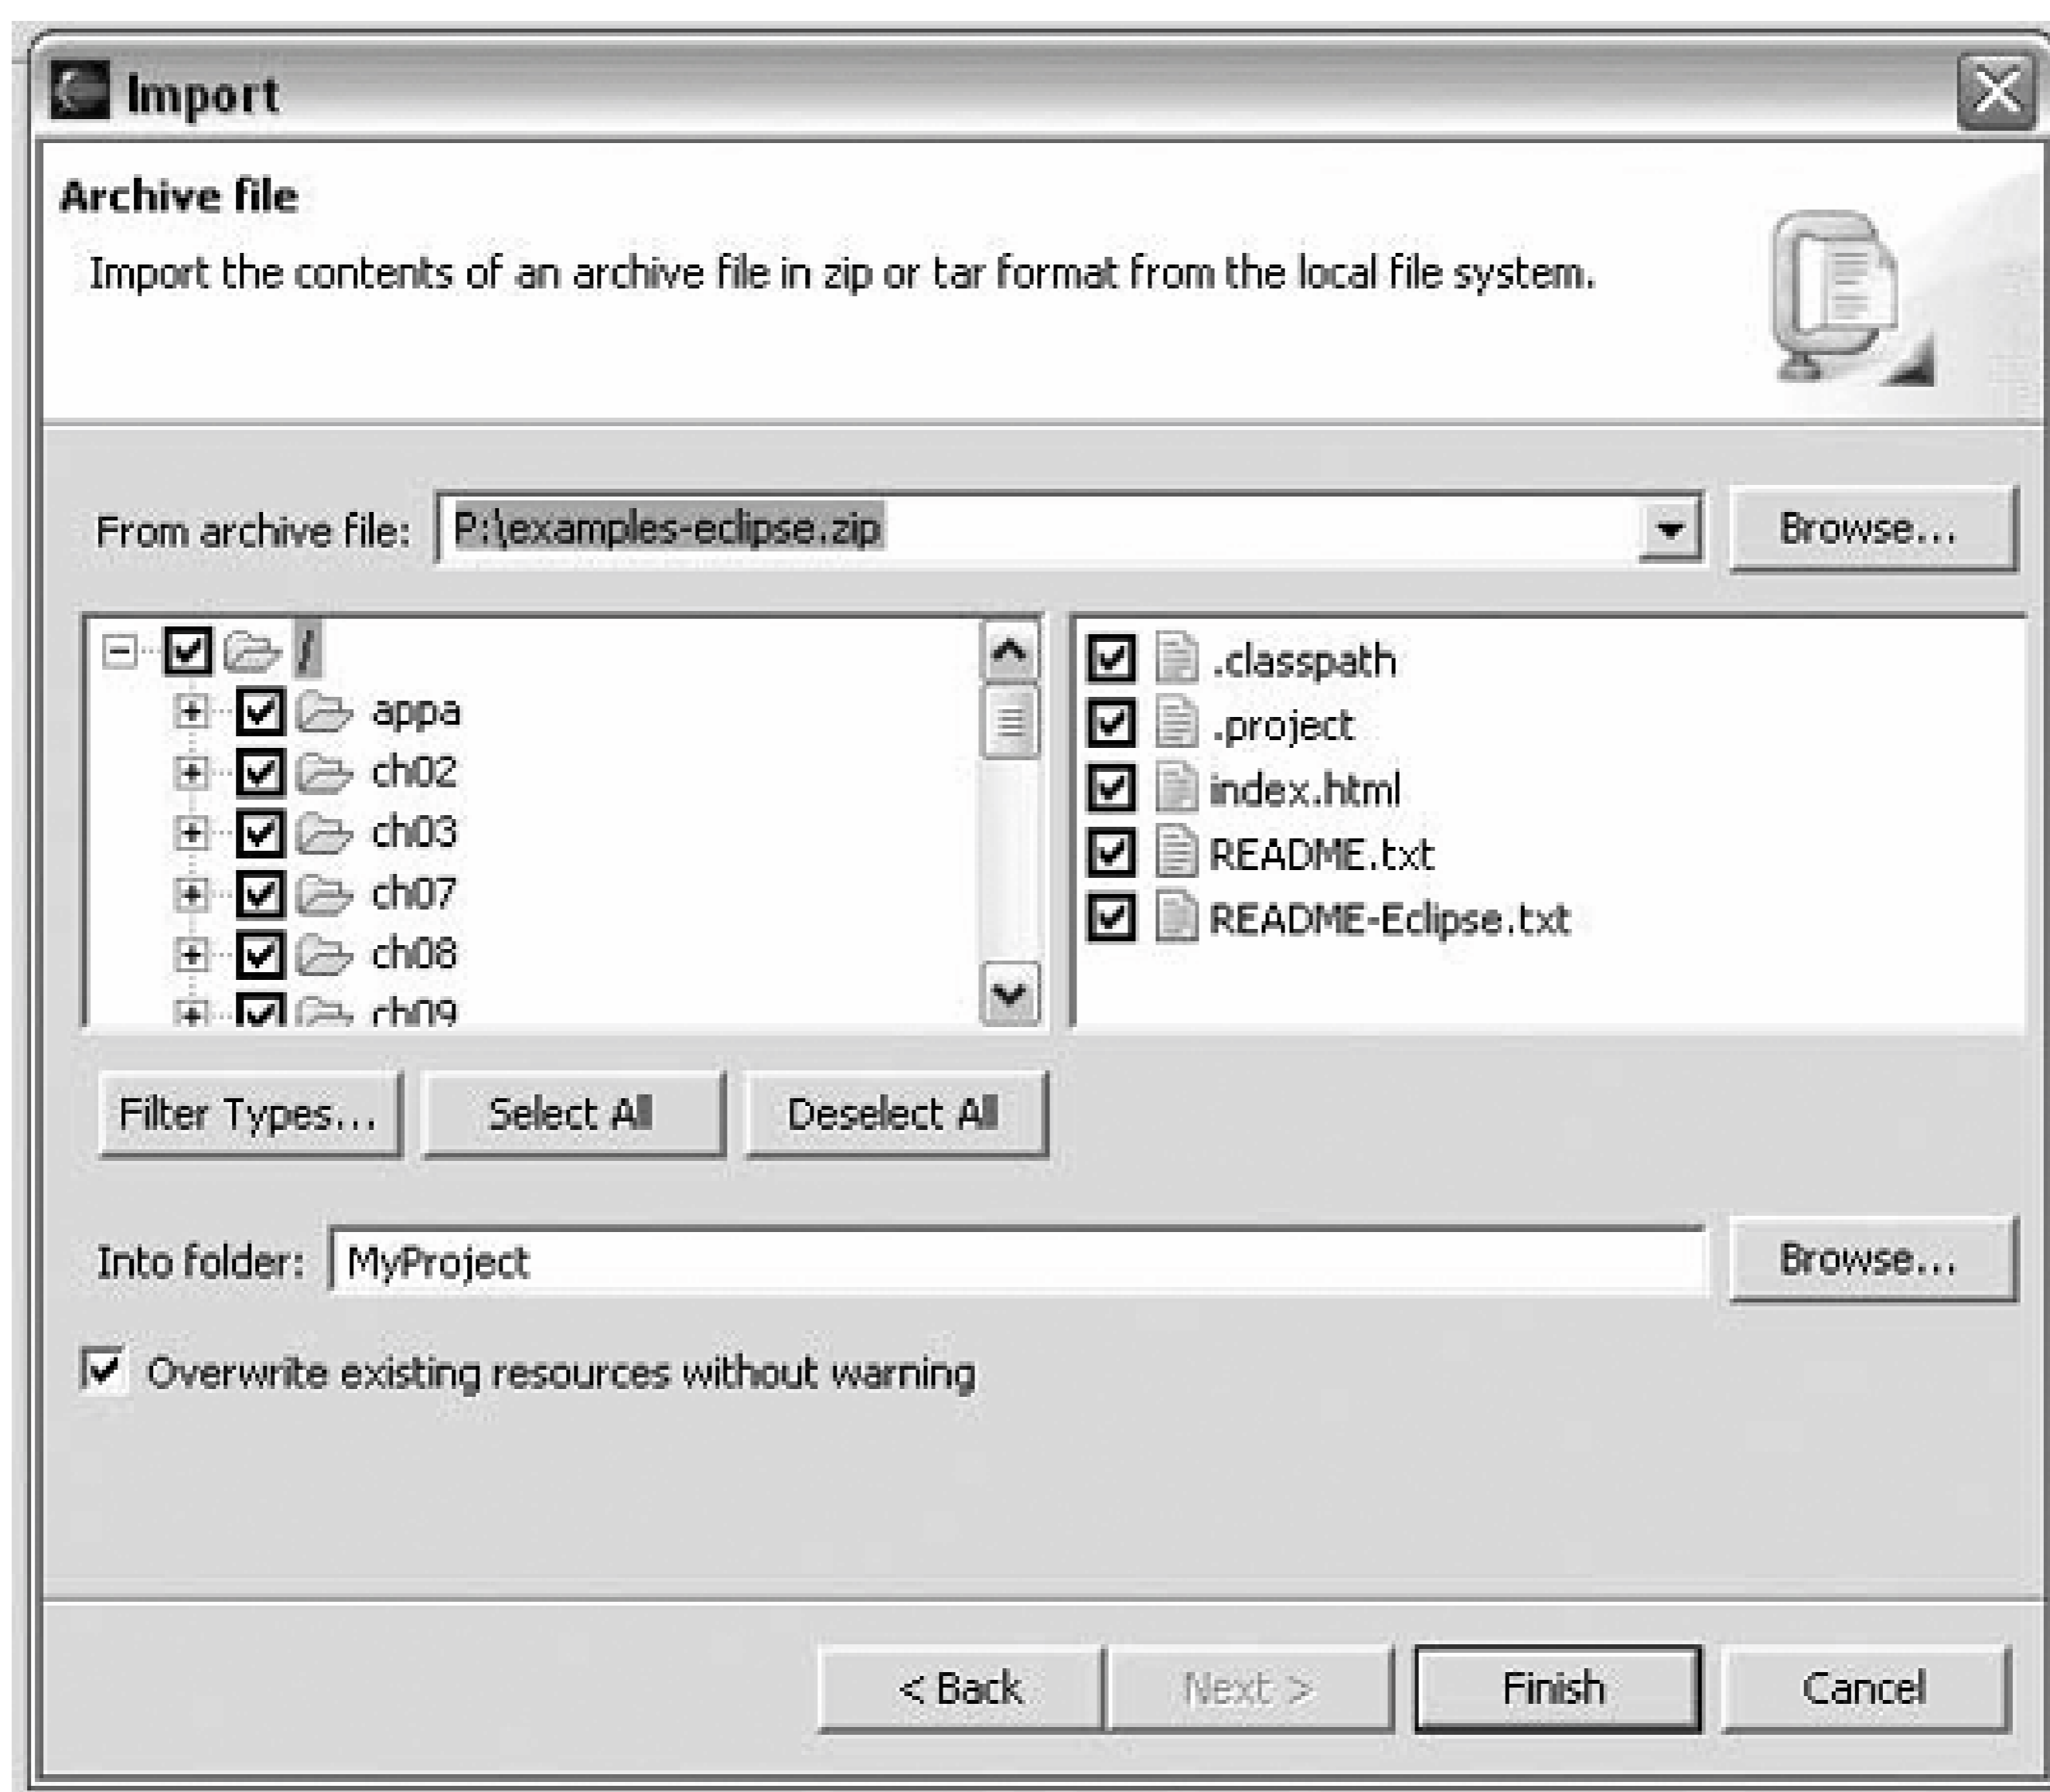 Import
Archive file
Import the contents of an archive file in zip or tar format from the local file system.
From archive file: P:\examples-eclipse.zip Browse...
/
appa
ch02
ch03
ch07
ch08
ch09
.classpath
.project
index.html
README.txt
README-Eclipse.txt
Filter Types... Select All Deselect All
Into folder: MyProject Browse...
Overwrite existing resources without warning
< Back Next > Finish Cancel